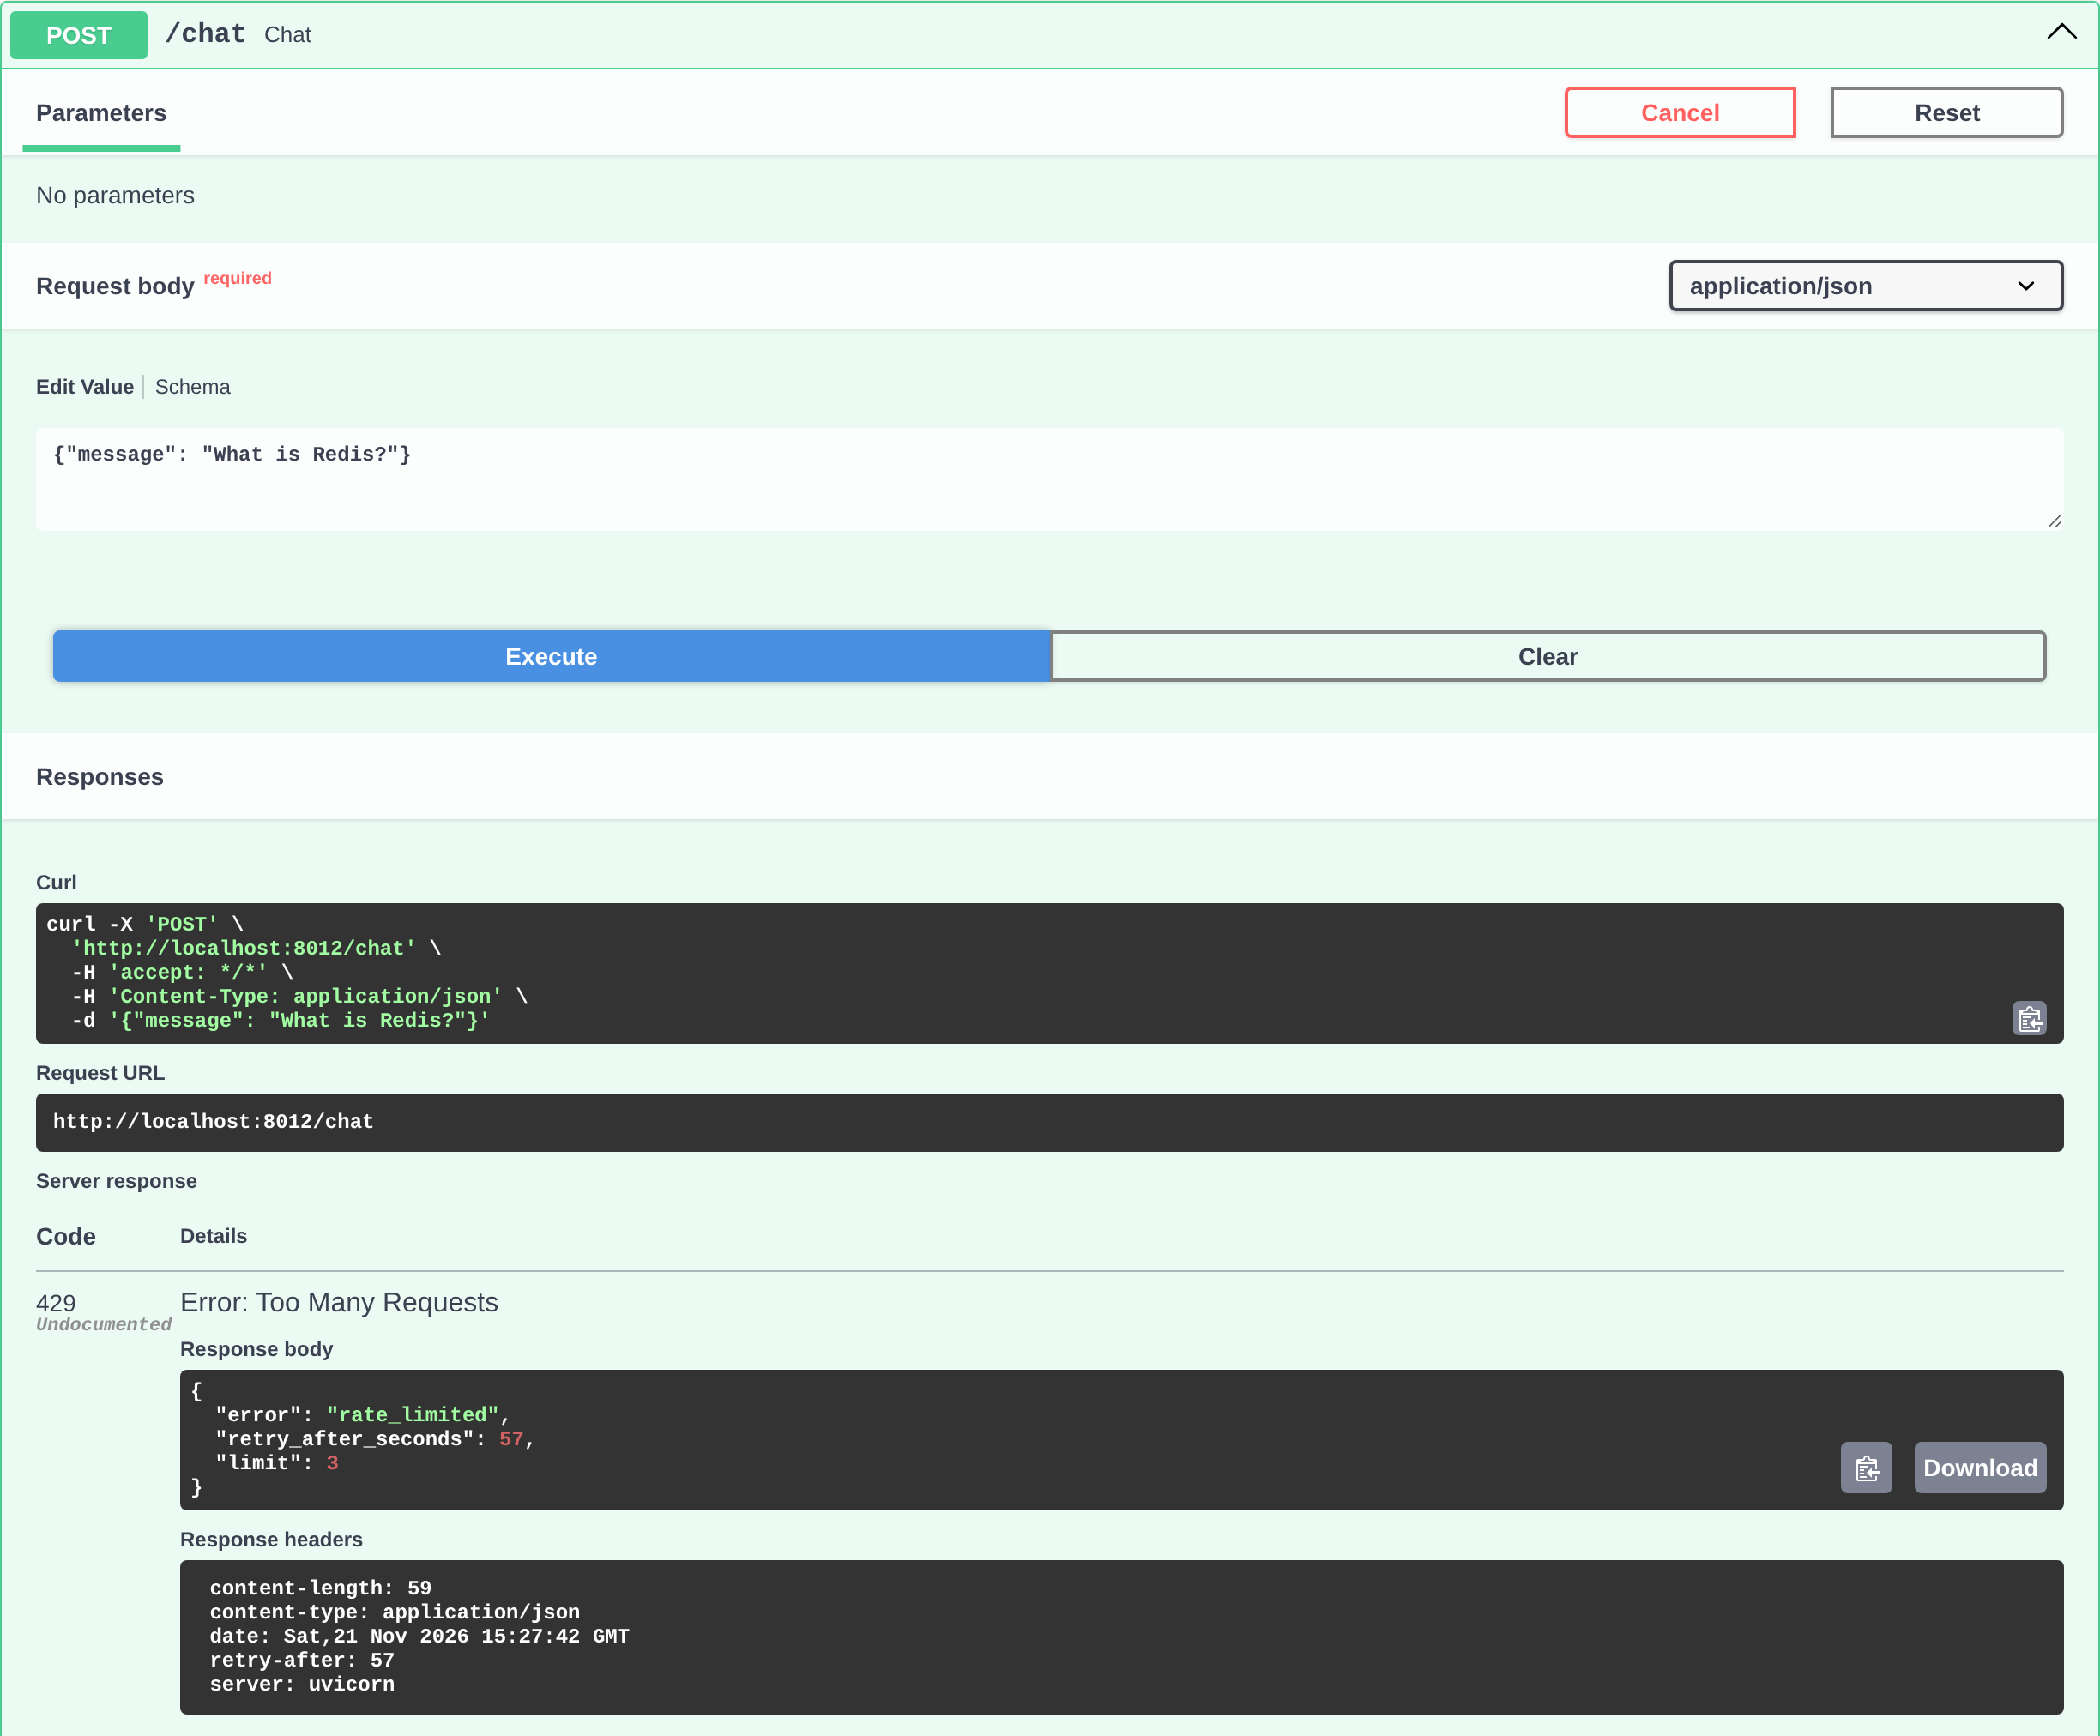 POST /chat Chat
Parameters
Cancel
Reset
No parameters
Request body required
application/json
Edit Value | Schema
{"message": "What is Redis?"}
Execute
Clear
Responses
Curl
curl -X 'POST' \
  'http://localhost:8012/chat' \
  -H 'accept: */*' \
  -H 'Content-Type: application/json' \
  -d '{"message": "What is Redis?"}'
Request URL
http://localhost:8012/chat
Server response
Code Details
429 Error: Too Many Requests
Undocumented
Response body
{
  "error": "rate_limited",
  "retry_after_seconds": 57,
  "limit": 3
}
Download
Response headers
content-length: 59
content-type: application/json
date: Sat,21 Nov 2026 15:27:42 GMT
retry-after: 57
server: uvicorn